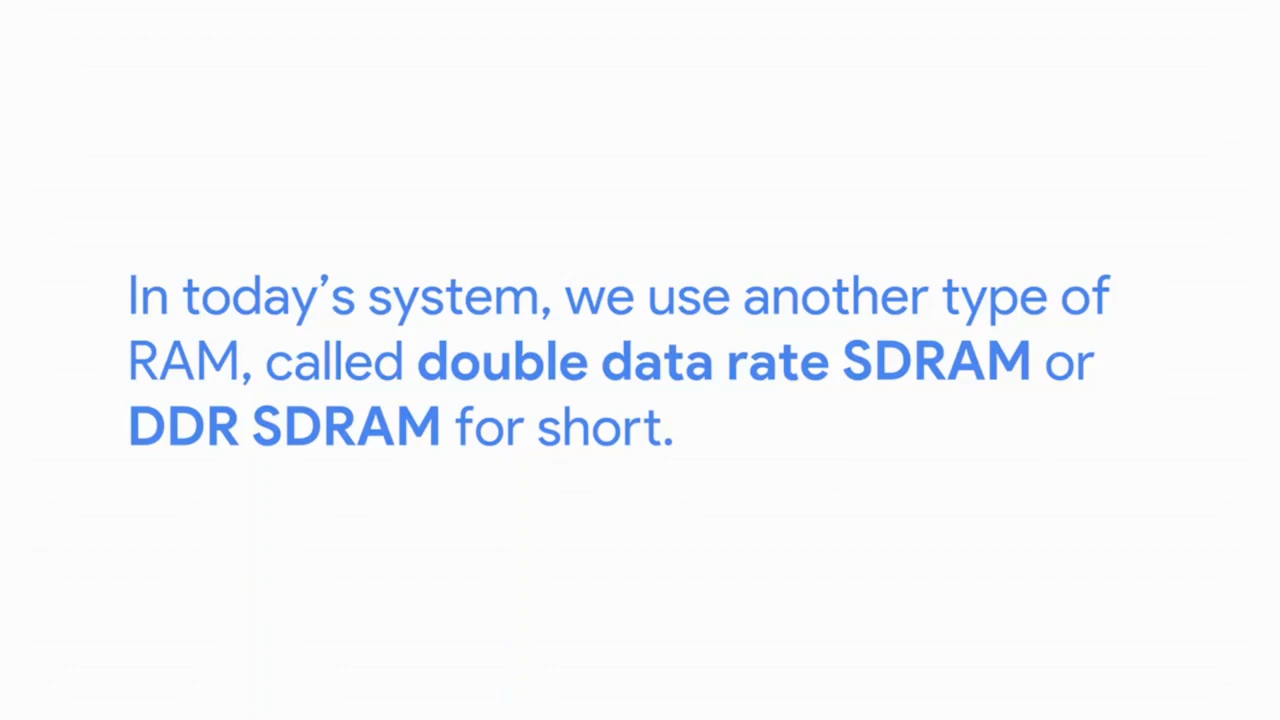 In today’s system, we use another type of
RAM, called double data rate SDRAM or
DDR SDRAM for short.